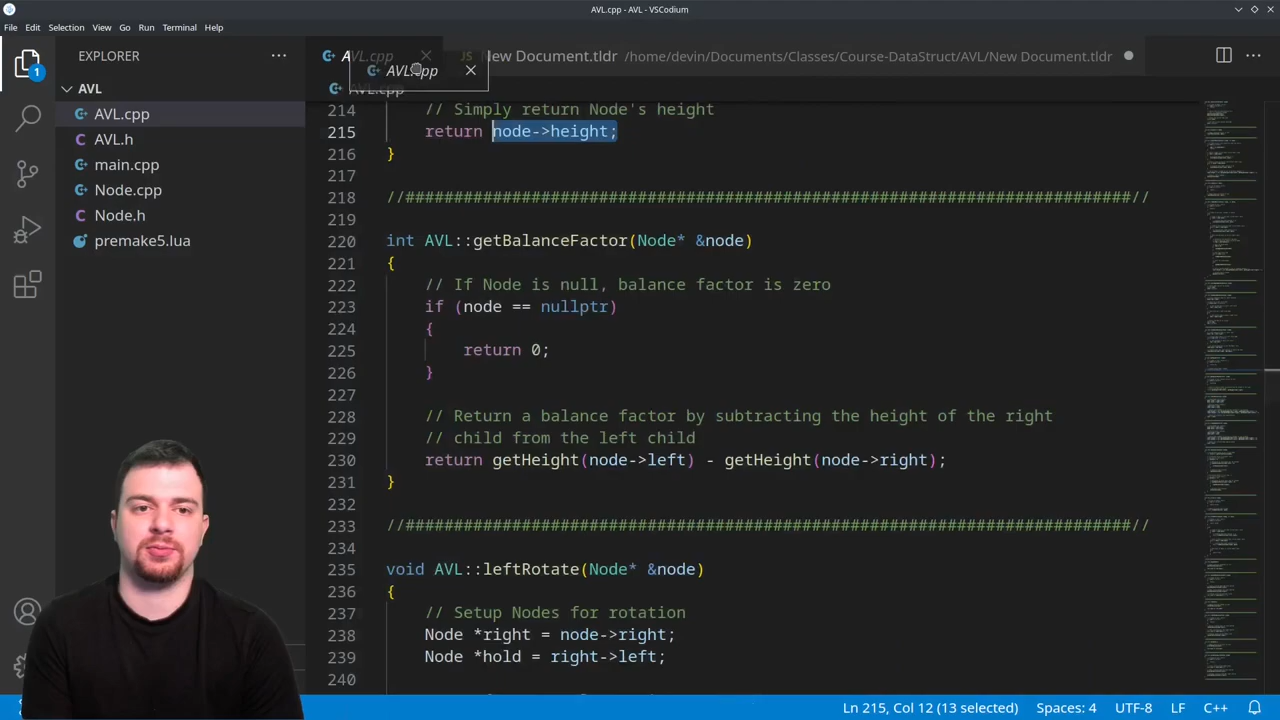 AVL.cpp - AVL - VSCodium
File Edit Selection View Go Run Terminal Help
EXPLORER
1
AVL
AVL.cpp
AVL.h
main.cpp
Node.cpp
Node.h
premake5.lua
AVL.cpp
JS New Document.tldr /home/devin/Documents/Classes/Course-DataStruct/AVL/New Document.tldr
AVL.cpp
AVL.cpp
214 // Simply return Node's height
215 return node->height;
216 }
217
218 //############################################################################//
219
220 int AVL::getBalanceFactor(Node* &node)
221 {
222 // If Node is null, balance factor is zero
223 if (node == nullptr)
224 {
225 return 0;
226 }
227
228 // Return a balance factor by subtracting the height of the right
229 // child from the left child
230 return getHeight(node->left) - getHeight(node->right);
231 }
233 //############################################################################//
234
void AVL::leftRotate(Node* &node)
{
Setup nodes for rotation
238 Node *right = node->right;
Node = right->left;
240
Ln 215, Col 12 (13 selected) Spaces: 4 UTF-8 LF C++